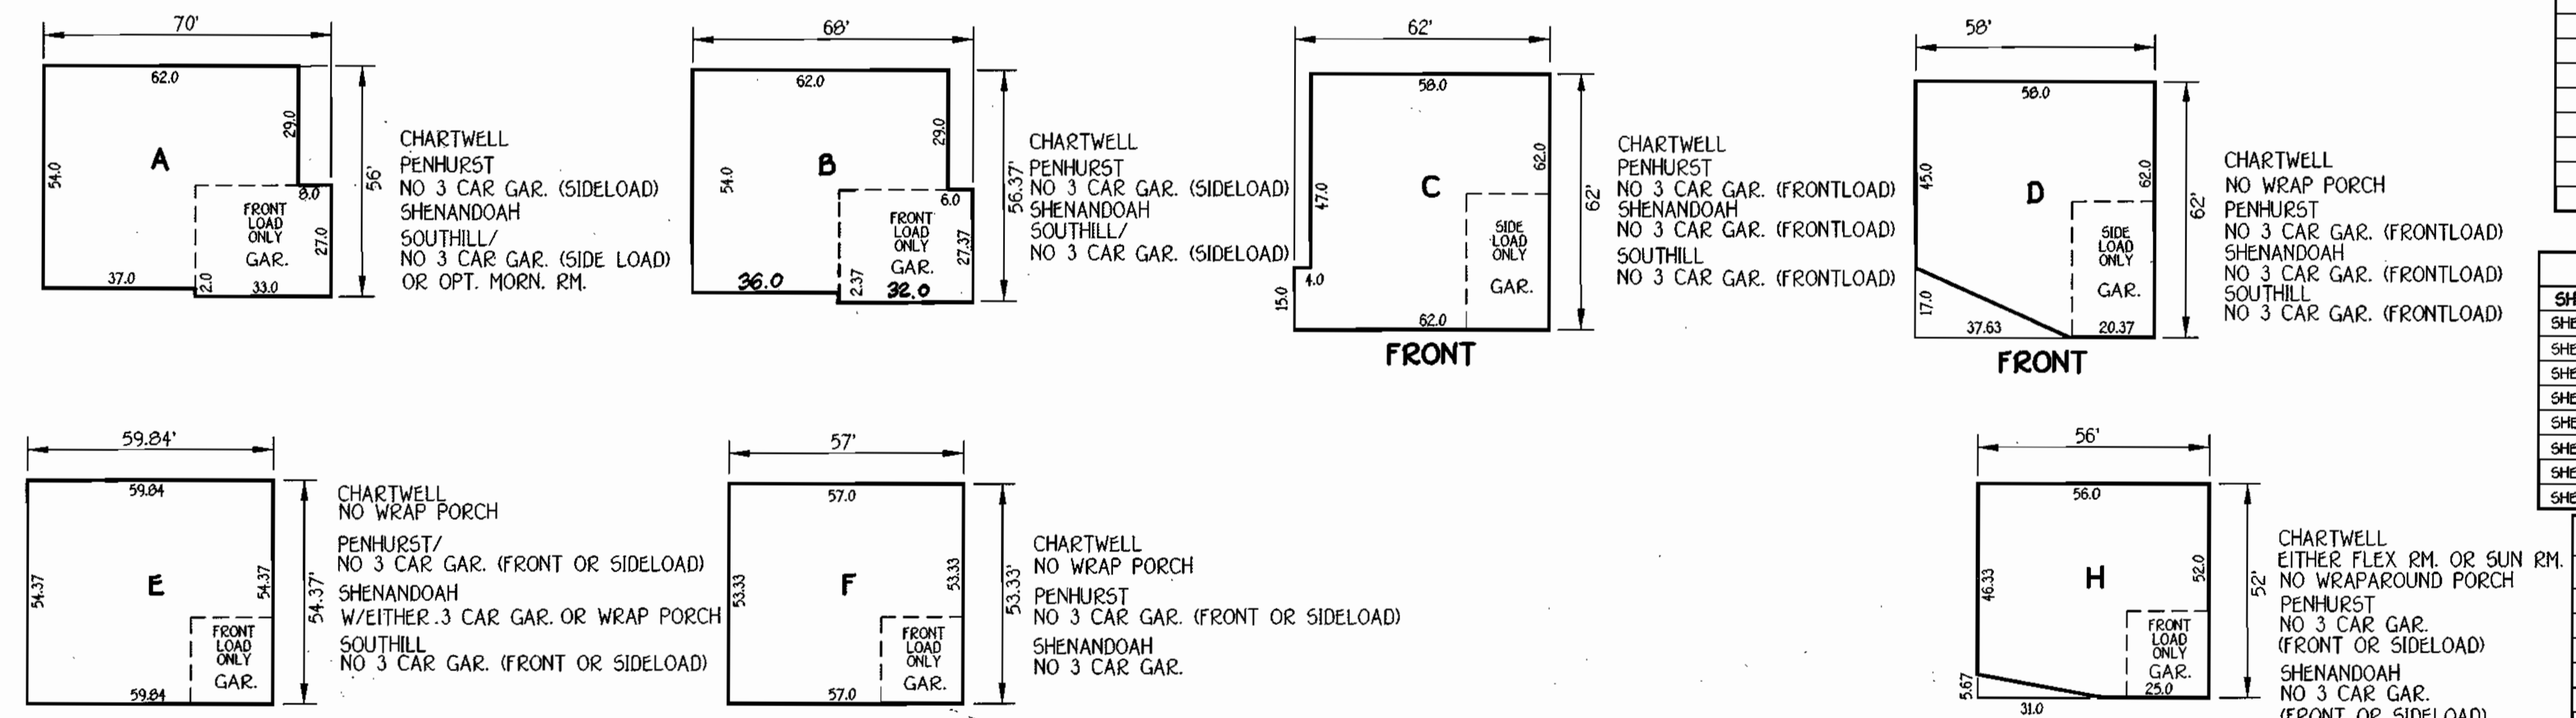 70'
62.0
54.0
A
29.0
8.0
FRONT
LOAD
ONLY
GAR.
27.0
2.0
37.0
33.0
56'
CHARTWELL
PENHURST
NO 3 CAR GAR. (SIDELOAD)
SHENANDOAH
SOUTHILL/
NO 3 CAR GAR. (SIDE LOAD)
OR OPT. MORN. RM.
68'
62.0
54.0
B
29.0
6.0
FRONT
LOAD
ONLY
GAR.
27.37
2.37
36.0
32.0
56.37'
CHARTWELL
PENHURST
NO 3 CAR GAR. (SIDELOAD)
SHENANDOAH
SOUTHILL/
NO 3 CAR GAR. (SIDELOAD)
62'
58.0
47.0
C
62.0
4.0
15.0
SIDE
LOAD
ONLY
GAR.
62.0
62'
FRONT
CHARTWELL
PENHURST
NO 3 CAR GAR. (FRONTLOAD)
SHENANDOAH
NO 3 CAR GAR. (FRONTLOAD)
SOUTHILL
NO 3 CAR GAR. (FRONTLOAD)
58'
58.0
45.0
D
62.0
SIDE
LOAD
ONLY
GAR.
17.0
37.63
20.37
62'
FRONT
CHARTWELL
NO WRAP PORCH
PENHURST
NO 3 CAR GAR. (FRONTLOAD)
SHENANDOAH
NO 3 CAR GAR. (FRONTLOAD)
SOUTHILL
NO 3 CAR GAR. (FRONTLOAD)
SH
SHE
SHE
SHE
SHE
SHE
SHE
SHE
SHE
59.84'
59.84
54.37
E
54.37
FRONT
LOAD
ONLY
GAR.
59.84
54.37'
CHARTWELL
NO WRAP PORCH
PENHURST/
NO 3 CAR GAR. (FRONT OR SIDELOAD)
SHENANDOAH
W/EITHER .3 CAR GAR. OR WRAP PORCH
SOUTHILL
NO 3 CAR GAR. (FRONT OR SIDELOAD)
57'
57.0
53.33
F
53.33
FRONT
LOAD
ONLY
GAR.
57.0
53.33'
CHARTWELL
NO WRAP PORCH
PENHURST
NO 3 CAR GAR. (FRONT OR SIDELOAD)
SHENANDOAH
NO 3 CAR GAR.
56'
56.0
46.33
H
52.0
FRONT
LOAD
ONLY
GAR.
25.0
5.67
31.0
52'
CHARTWELL
EITHER FLEX RM. OR SUN RM.
NO WRAPAROUND PORCH
PENHURST
NO 3 CAR GAR.
(FRONT OR SIDELOAD)
SHENANDOAH
NO 3 CAR GAR.
(FRONT OR SIDELOAD)